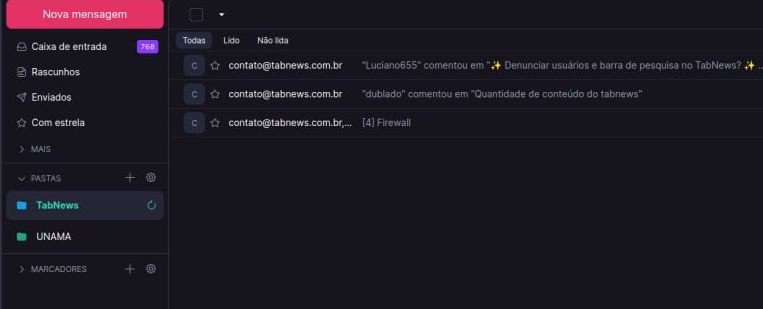 Nova mensagem
Caixa de entrada 768
Rascunhos
Enviados
Com estrela
MAIS
PASTAS
TabNews
UNAMA
MARCADORES
Todas Lido Não lida
C contato@tabnews.com.br "Luciano655" comentou em "✨ Denunciar usuários e barra de pesquisa no TabNews? ✨ ...
C contato@tabnews.com.br "dublado" comentou em "Quantidade de conteúdo do tabnews"
C contato@tabnews.com.br,... [4] Firewall